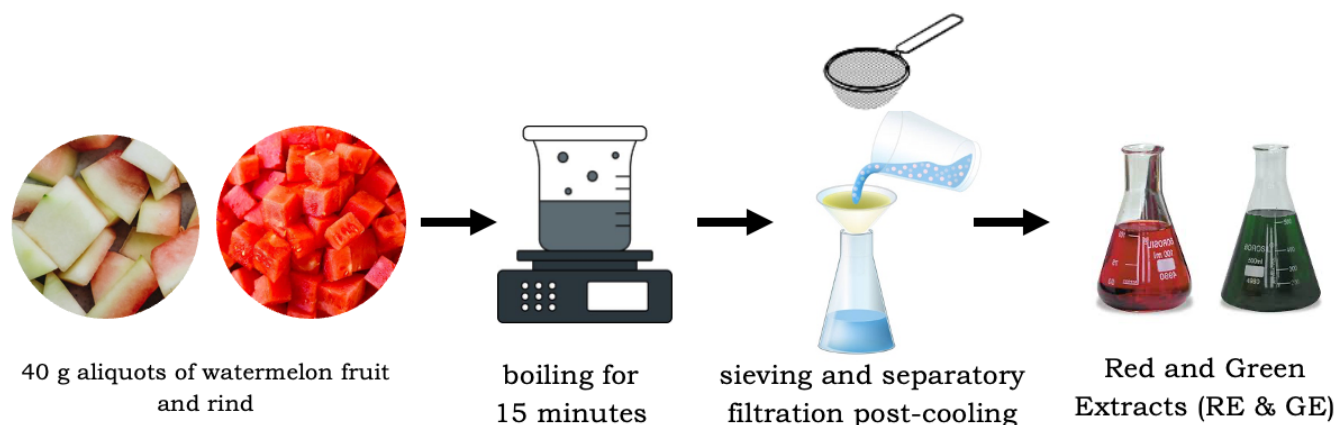 40 g aliquots of watermelon fruit
and rind
boiling for
15 minutes
sieving and separatory
filtration post-cooling
Red and Green
Extracts (RE & GE)